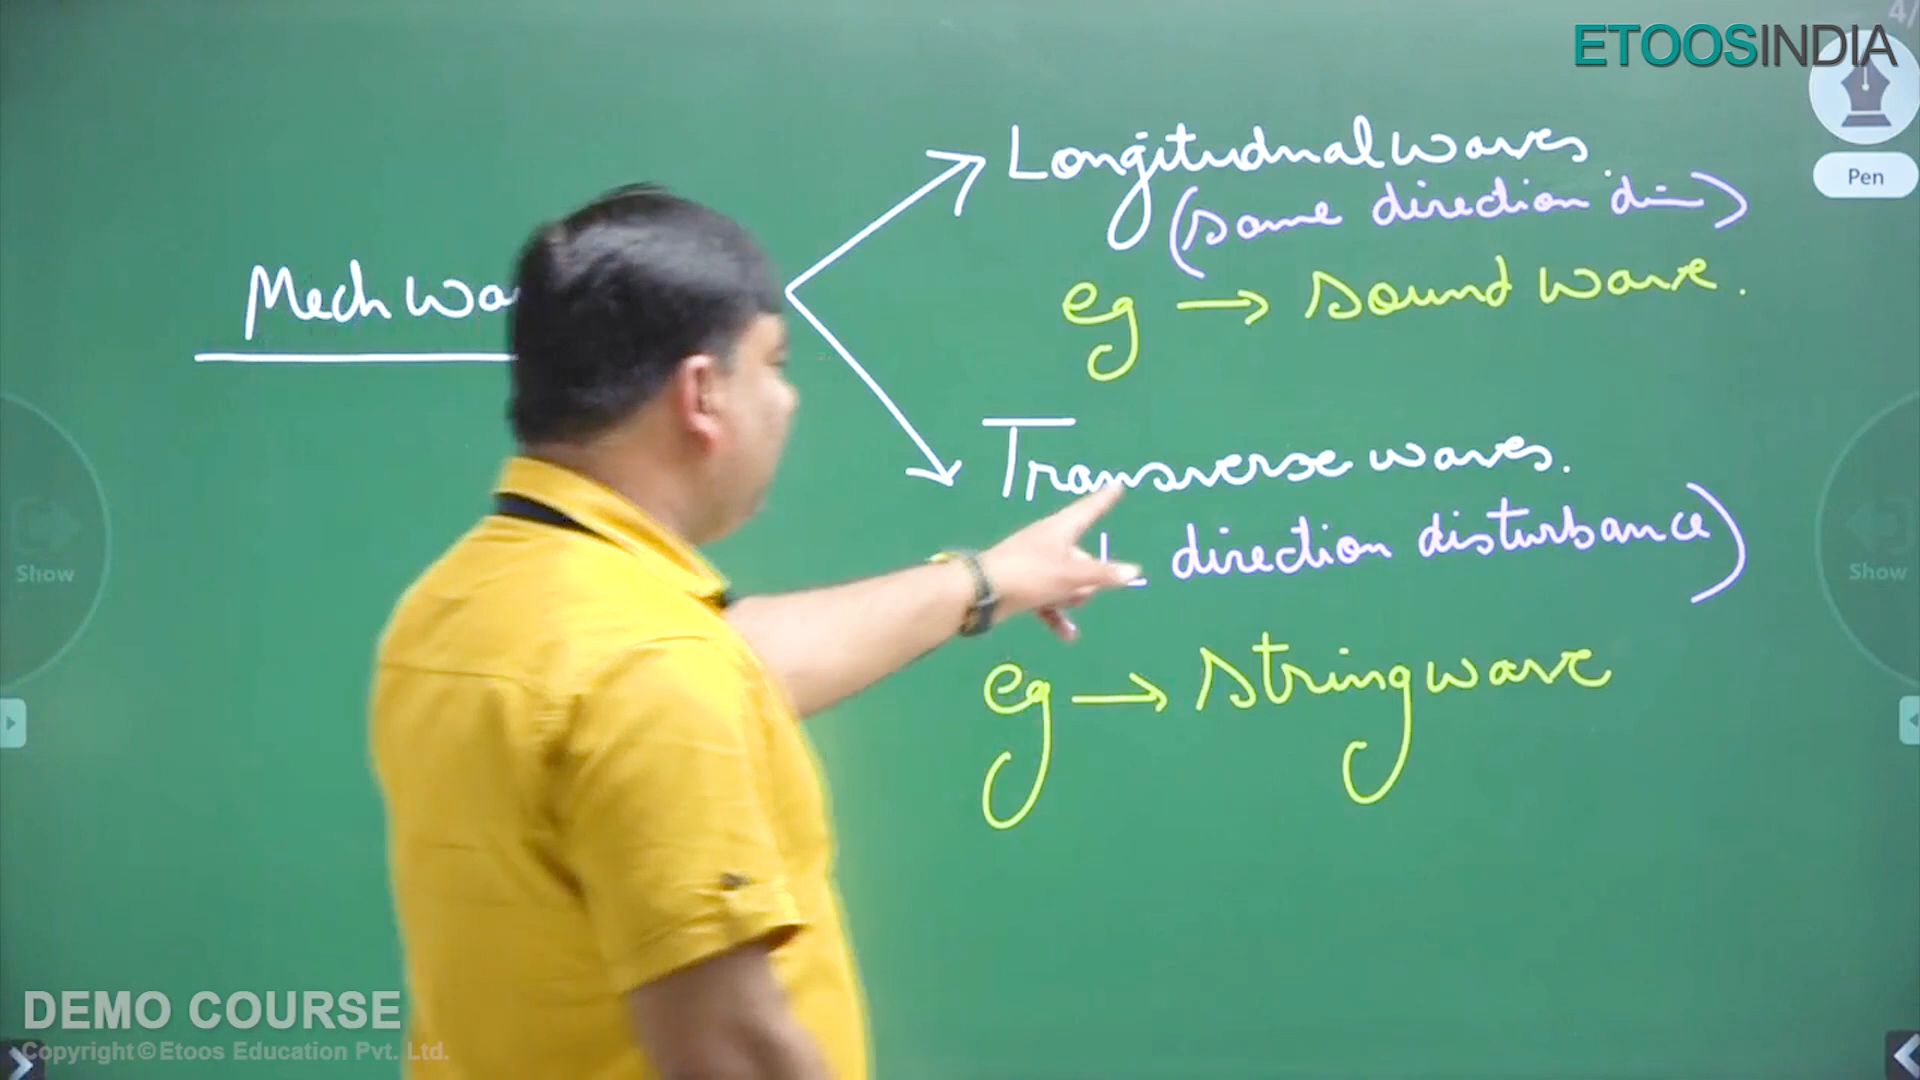 ETOOSINDIA
Pen
Longitudnal waves
(same direction di
eg → sound wave.
Mech Wa
Transverse waves.
direction disturbance)
eg → string wave
Show
Show
DEMO COURSE
Copyright © Etoos Education Pvt. Ltd.